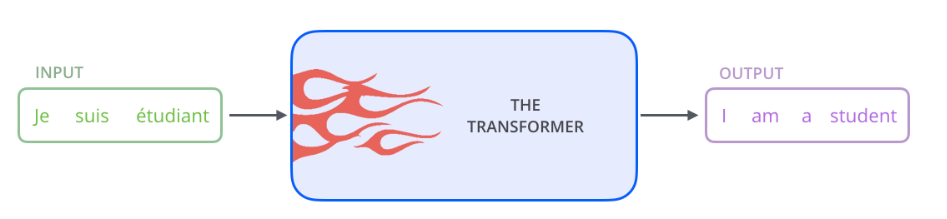 INPUT
Je suis étudiant
THE
TRANSFORMER
OUTPUT
I am a student